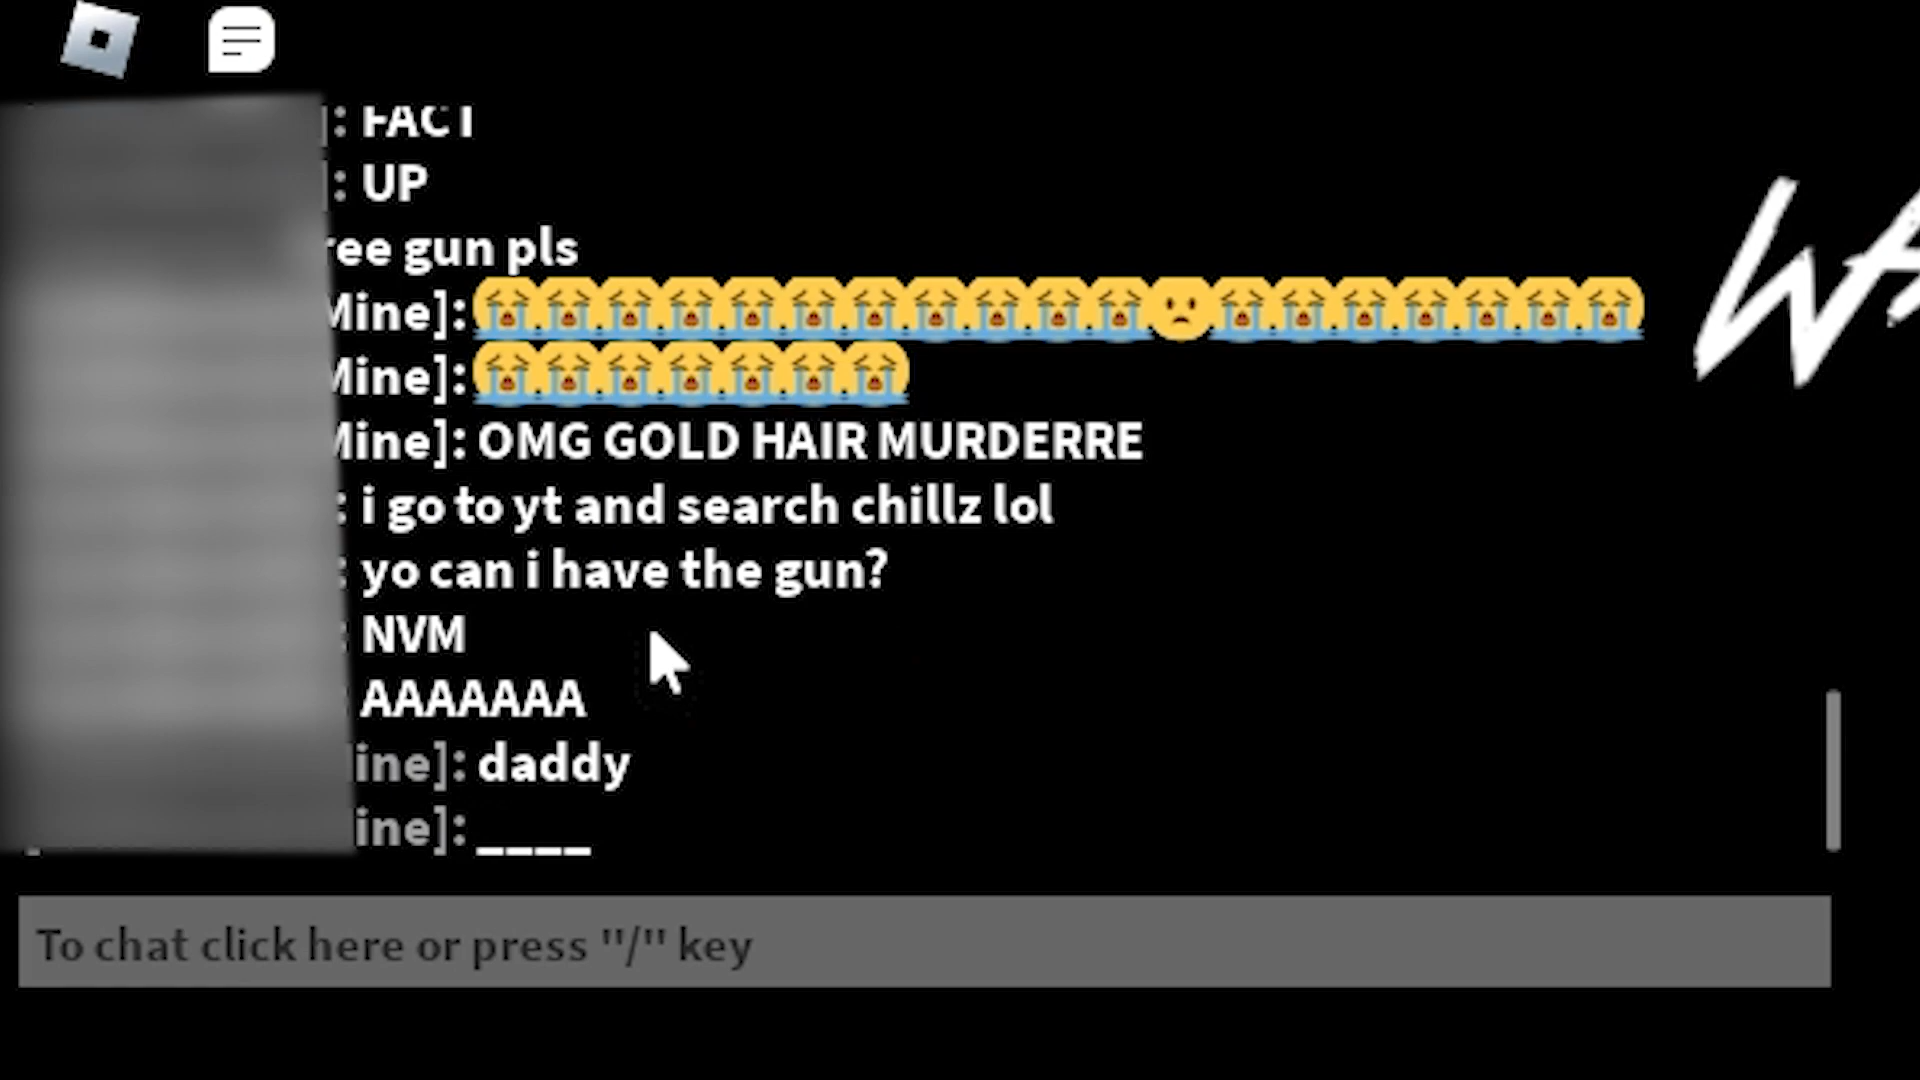 ]: FACT
]: UP
ree gun pls
Mine]: 😭😭😭😭😭😭😭😭😭😭😭🙁😭😭😭😭😭😭😭
Mine]: 😭😭😭😭😭😭😭
Mine]: OMG GOLD HAIR MURDERRE
: i go to yt and search chillz lol
: yo can i have the gun?
: NVM
: AAAAAAA
ine]: daddy
ine]: ____
To chat click here or press "/" key